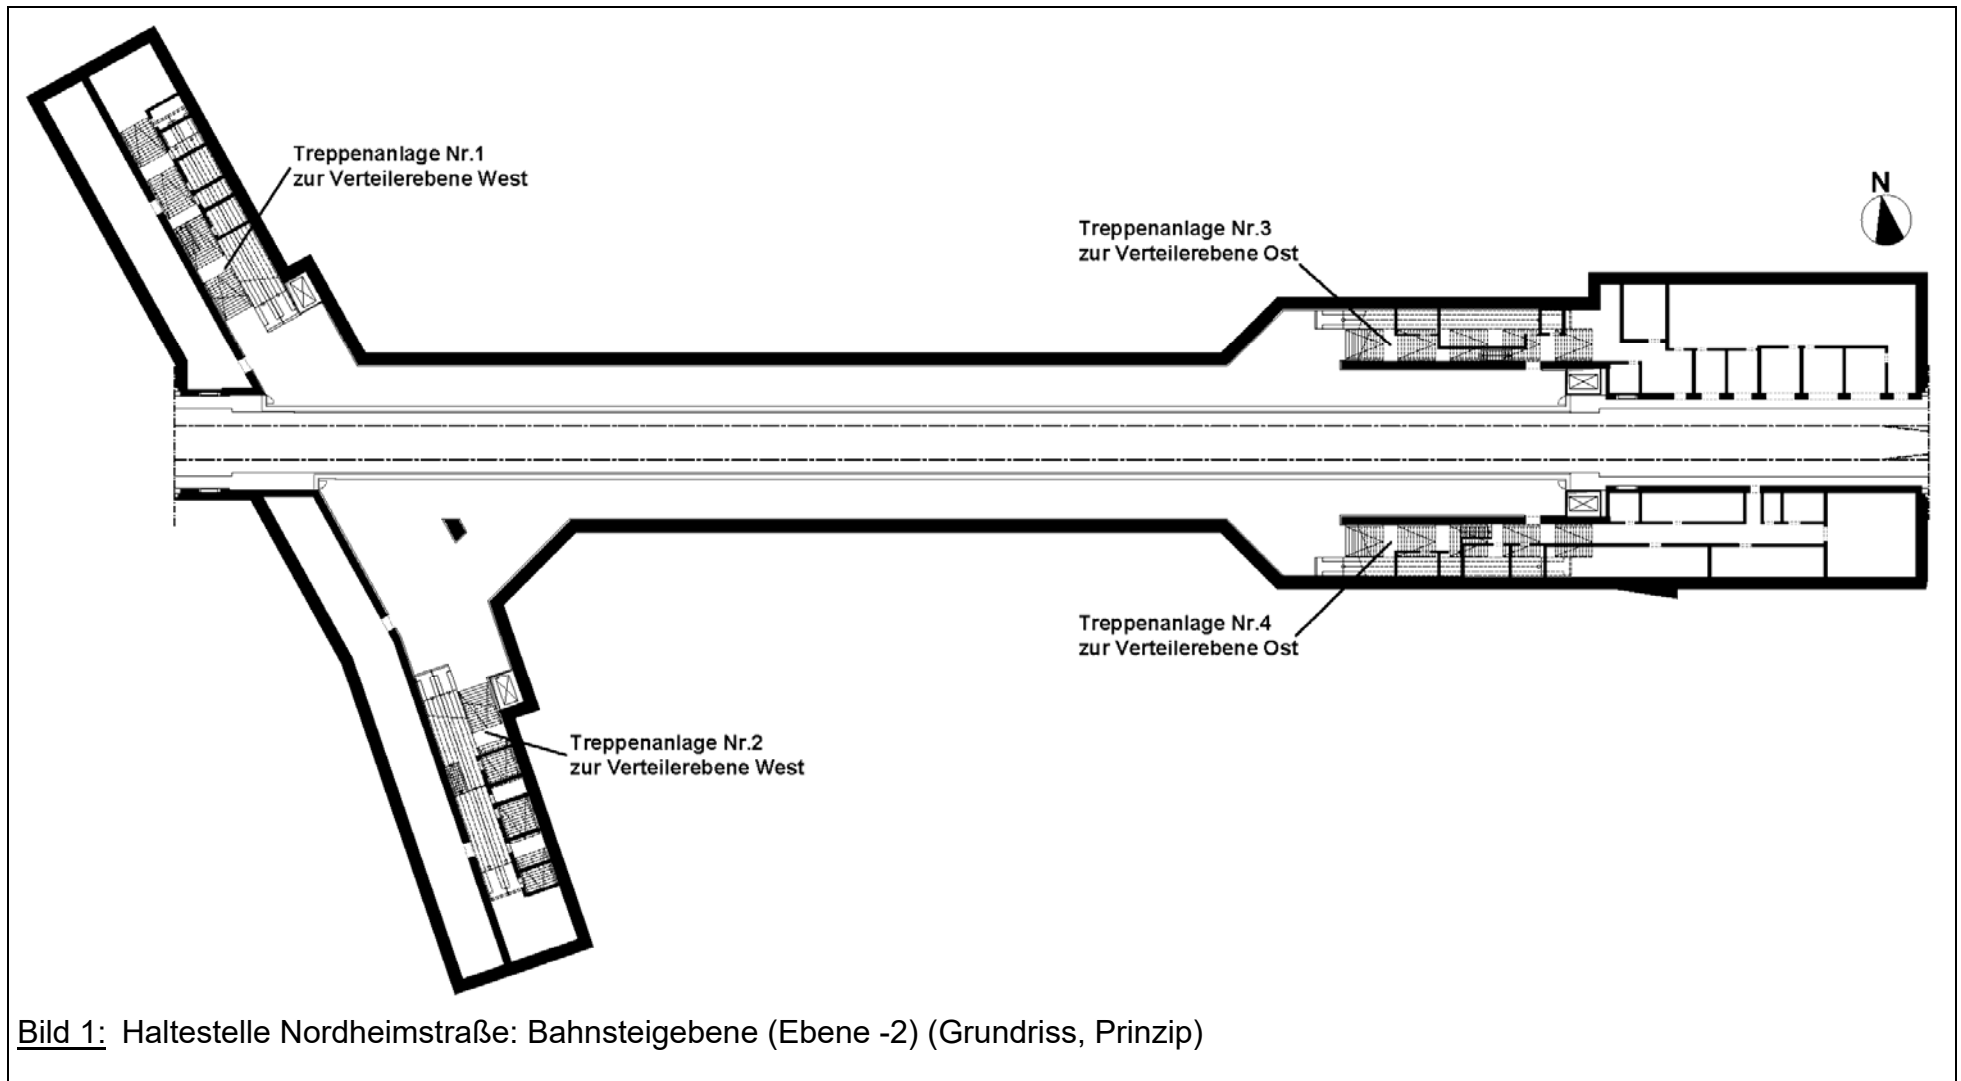 Treppenanlage Nr.1
zur Verteilerebene West
N
Treppenanlage Nr.3
zur Verteilerebene Ost
Treppenanlage Nr.4
zur Verteilerebene Ost
Treppenanlage Nr.2
zur Verteilerebene West
Bild 1: Haltestelle Nordheimstraße: Bahnsteigebene (Ebene -2) (Grundriss, Prinzip)